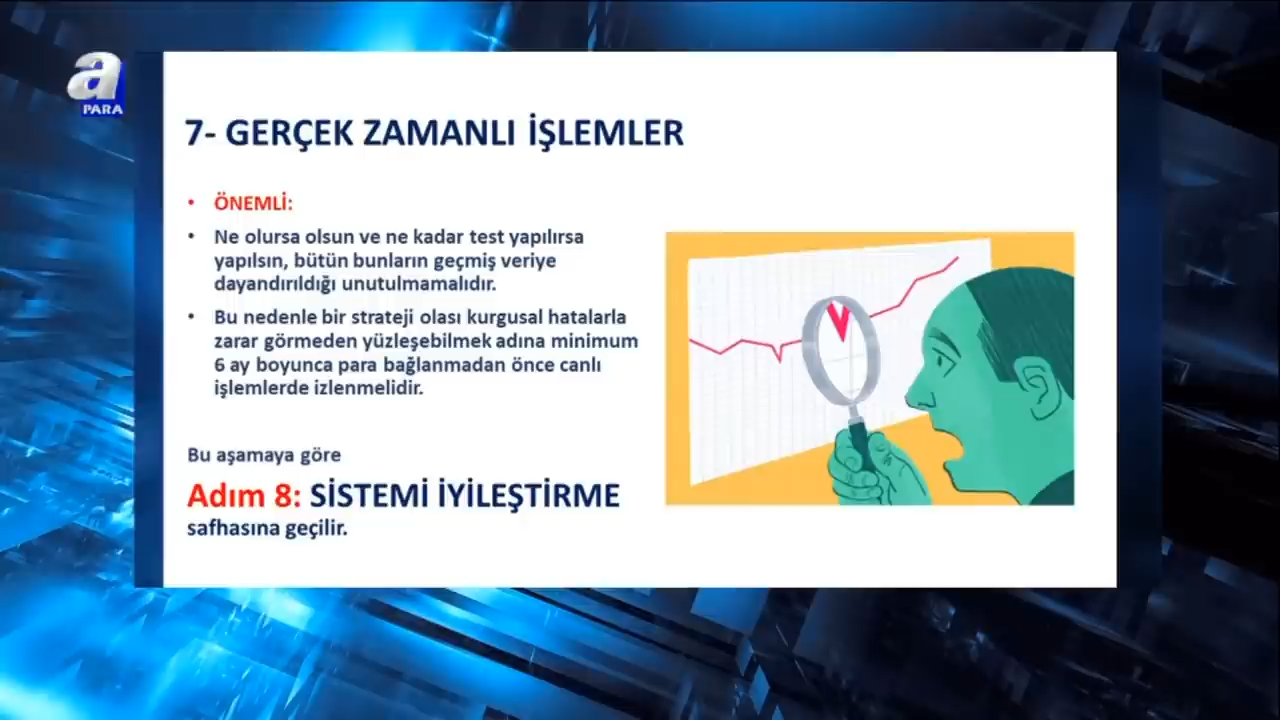 a
PARA
7- GERÇEK ZAMANLI İŞLEMLER
• ÖNEMLİ:
• Ne olursa olsun ve ne kadar test yapılırsa
yapılsın, bütün bunların geçmiş veriye
dayandırıldığı unutulmamalıdır.
• Bu nedenle bir strateji olası kurgusal hatalarla
zarar görmeden yüzleşebilmek adına minimum
6 ay boyunca para bağlanmadan önce canlı
işlemlerde izlenmelidir.
Bu aşamaya göre
Adım 8: SİSTEMİ İYİLEŞTİRME
safhasına geçilir.